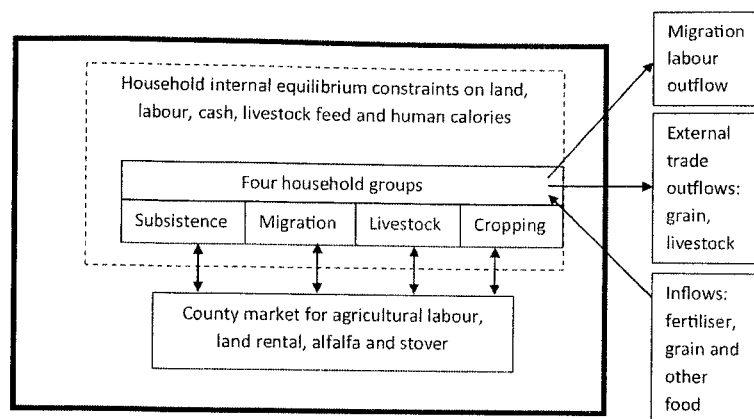 Household internal equilibrium constraints on land,
labour, cash, livestock feed and human calories
Four household groups
Subsistence
Migration
Livestock
Cropping
County market for agricultural labour,
land rental, alfalfa and stover
Migration
labour
outflow
External
trade
outflows:
grain,
livestock
Inflows:
fertiliser,
grain and
other
food